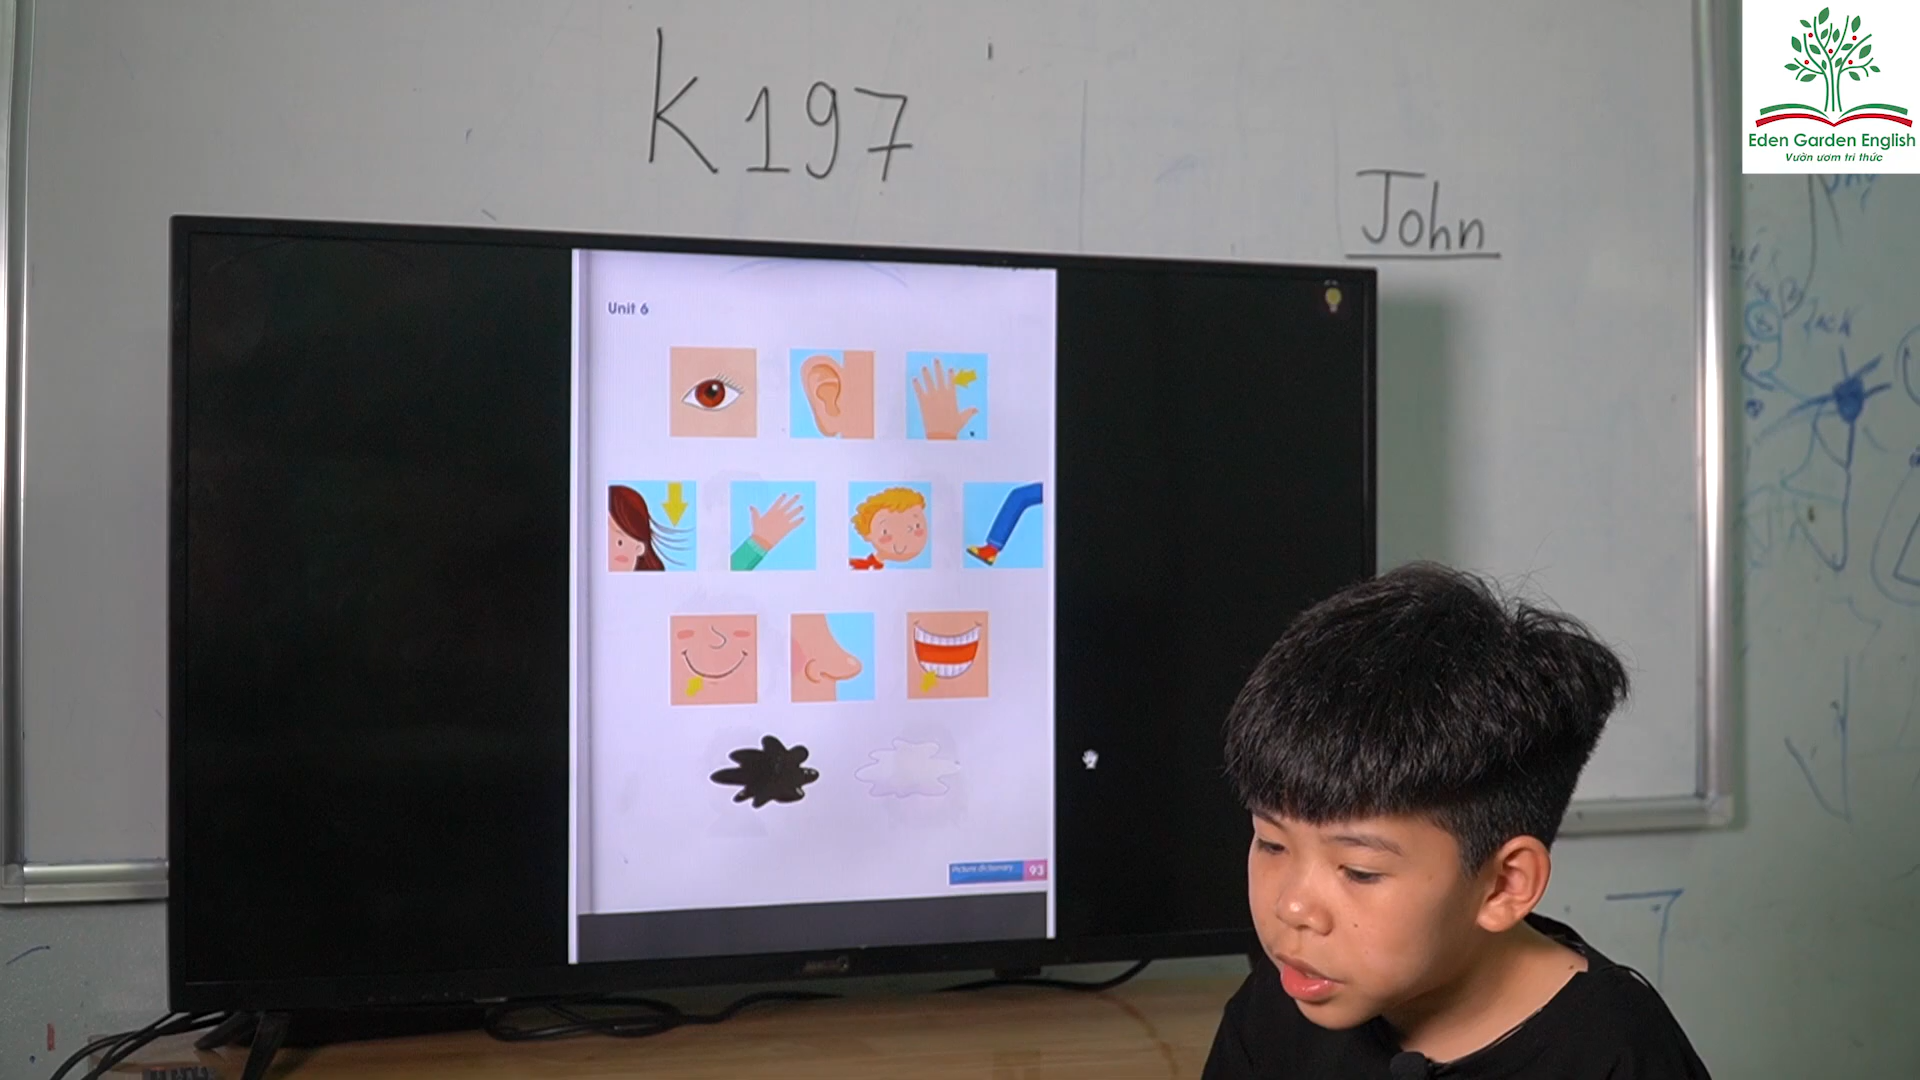 K197
John
Eden Garden English
Vườn ươm tri thức
Unit 6
Picture dictionary 93